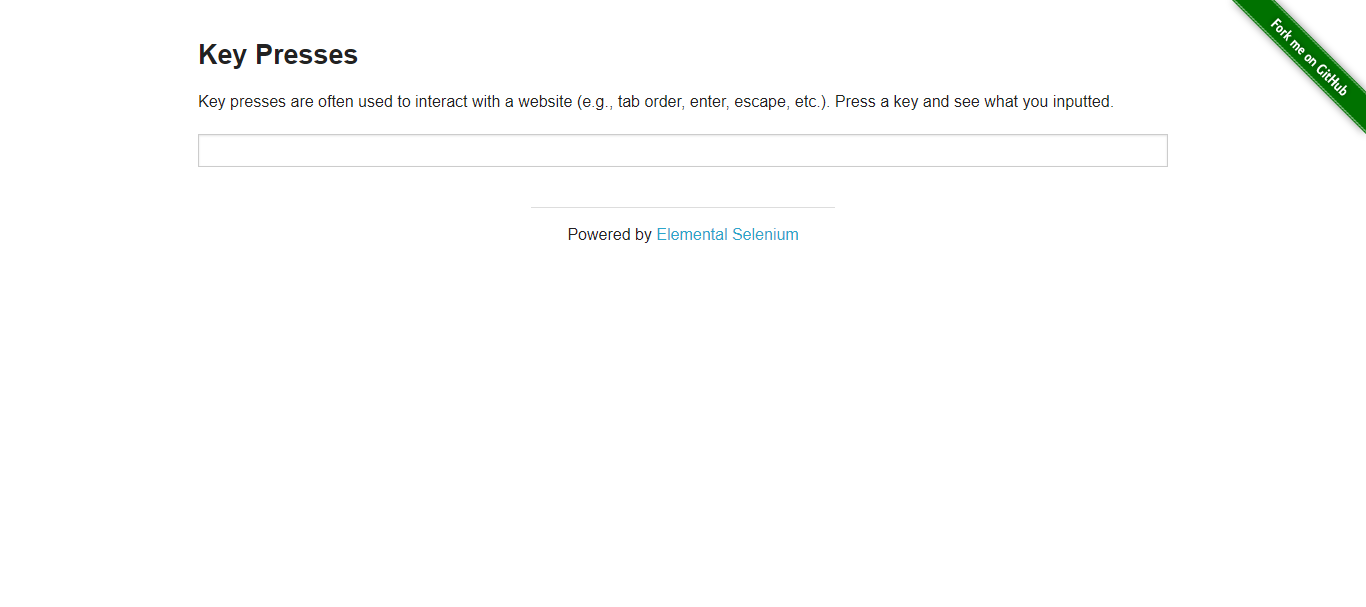 Key Presses
Fork me on GitHub
Key presses are often used to interact with a website (e.g., tab order, enter, escape, etc.). Press a key and see what you inputted.
Powered by Elemental Selenium